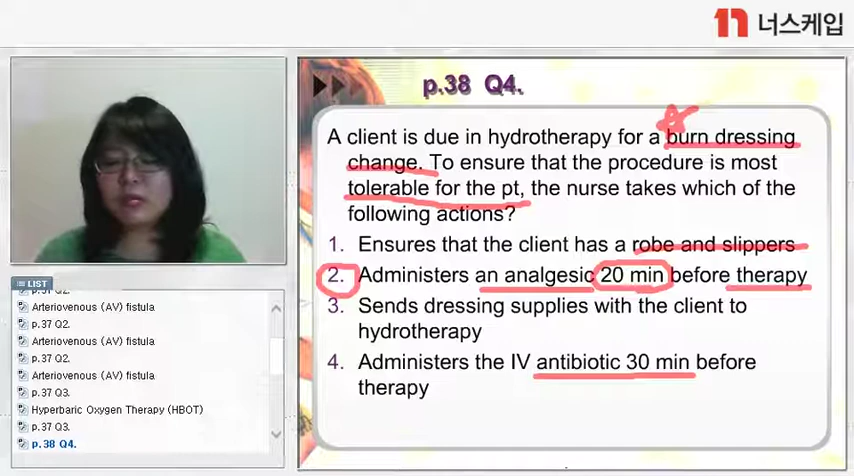 너스케입
p.38 Q4.
A client is due in hydrotherapy for a burn dressing
change. To ensure that the procedure is most
tolerable for the pt, the nurse takes which of the
following actions?
1. Ensures that the client has a robe and slippers
2. Administers an analgesic 20 min before therapy
3. Sends dressing supplies with the client to
hydrotherapy
4. Administers the IV antibiotic 30 min before
therapy
LIST
p.37 Q2.
Arteriovenous (AV) fistula
p.37 Q2.
Arteriovenous (AV) fistula
p.37 Q2.
Arteriovenous (AV) fistula
p.37 Q3.
Hyperbaric Oxygen Therapy (HBOT)
p.37 Q3.
p.38 Q4.